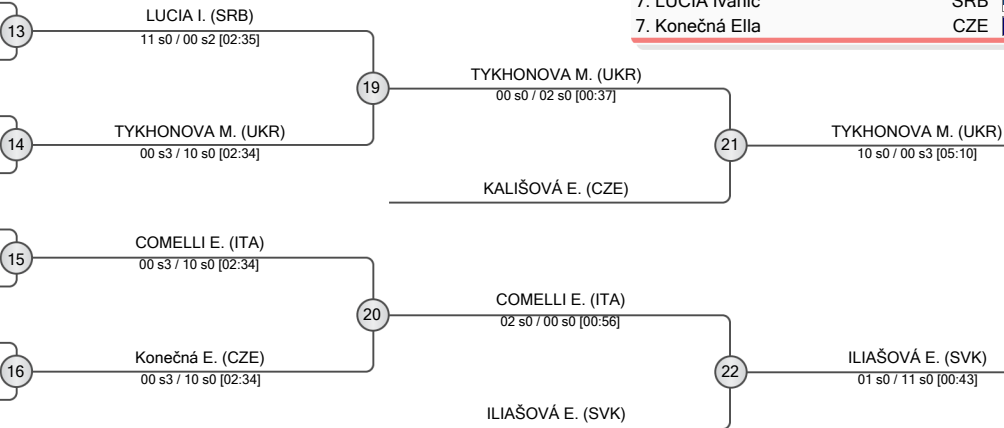 7. LUCIA Ivanic SRB
7. Konečná Ella CZE
13
LUCIA I. (SRB)
11 s0 / 00 s2 [02:35]
19
TYKHONOVA M. (UKR)
00 s0 / 02 s0 [00:37]
14
TYKHONOVA M. (UKR)
00 s3 / 10 s0 [02:34]
21
TYKHONOVA M. (UKR)
10 s0 / 00 s3 [05:10]
KALIŠOVÁ E. (CZE)
15
COMELLI E. (ITA)
00 s3 / 10 s0 [02:34]
20
COMELLI E. (ITA)
02 s0 / 00 s0 [00:56]
16
Konečná E. (CZE)
00 s3 / 10 s0 [02:34]
22
ILIAŠOVÁ E. (SVK)
01 s0 / 11 s0 [00:43]
ILIAŠOVÁ E. (SVK)